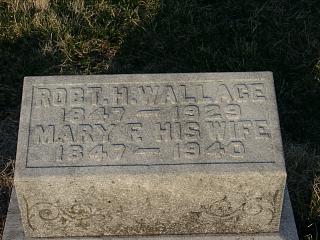 ROBT. H. WALLACE
1847 — 1929
MARY F. HIS WIFE
1847 — 1940